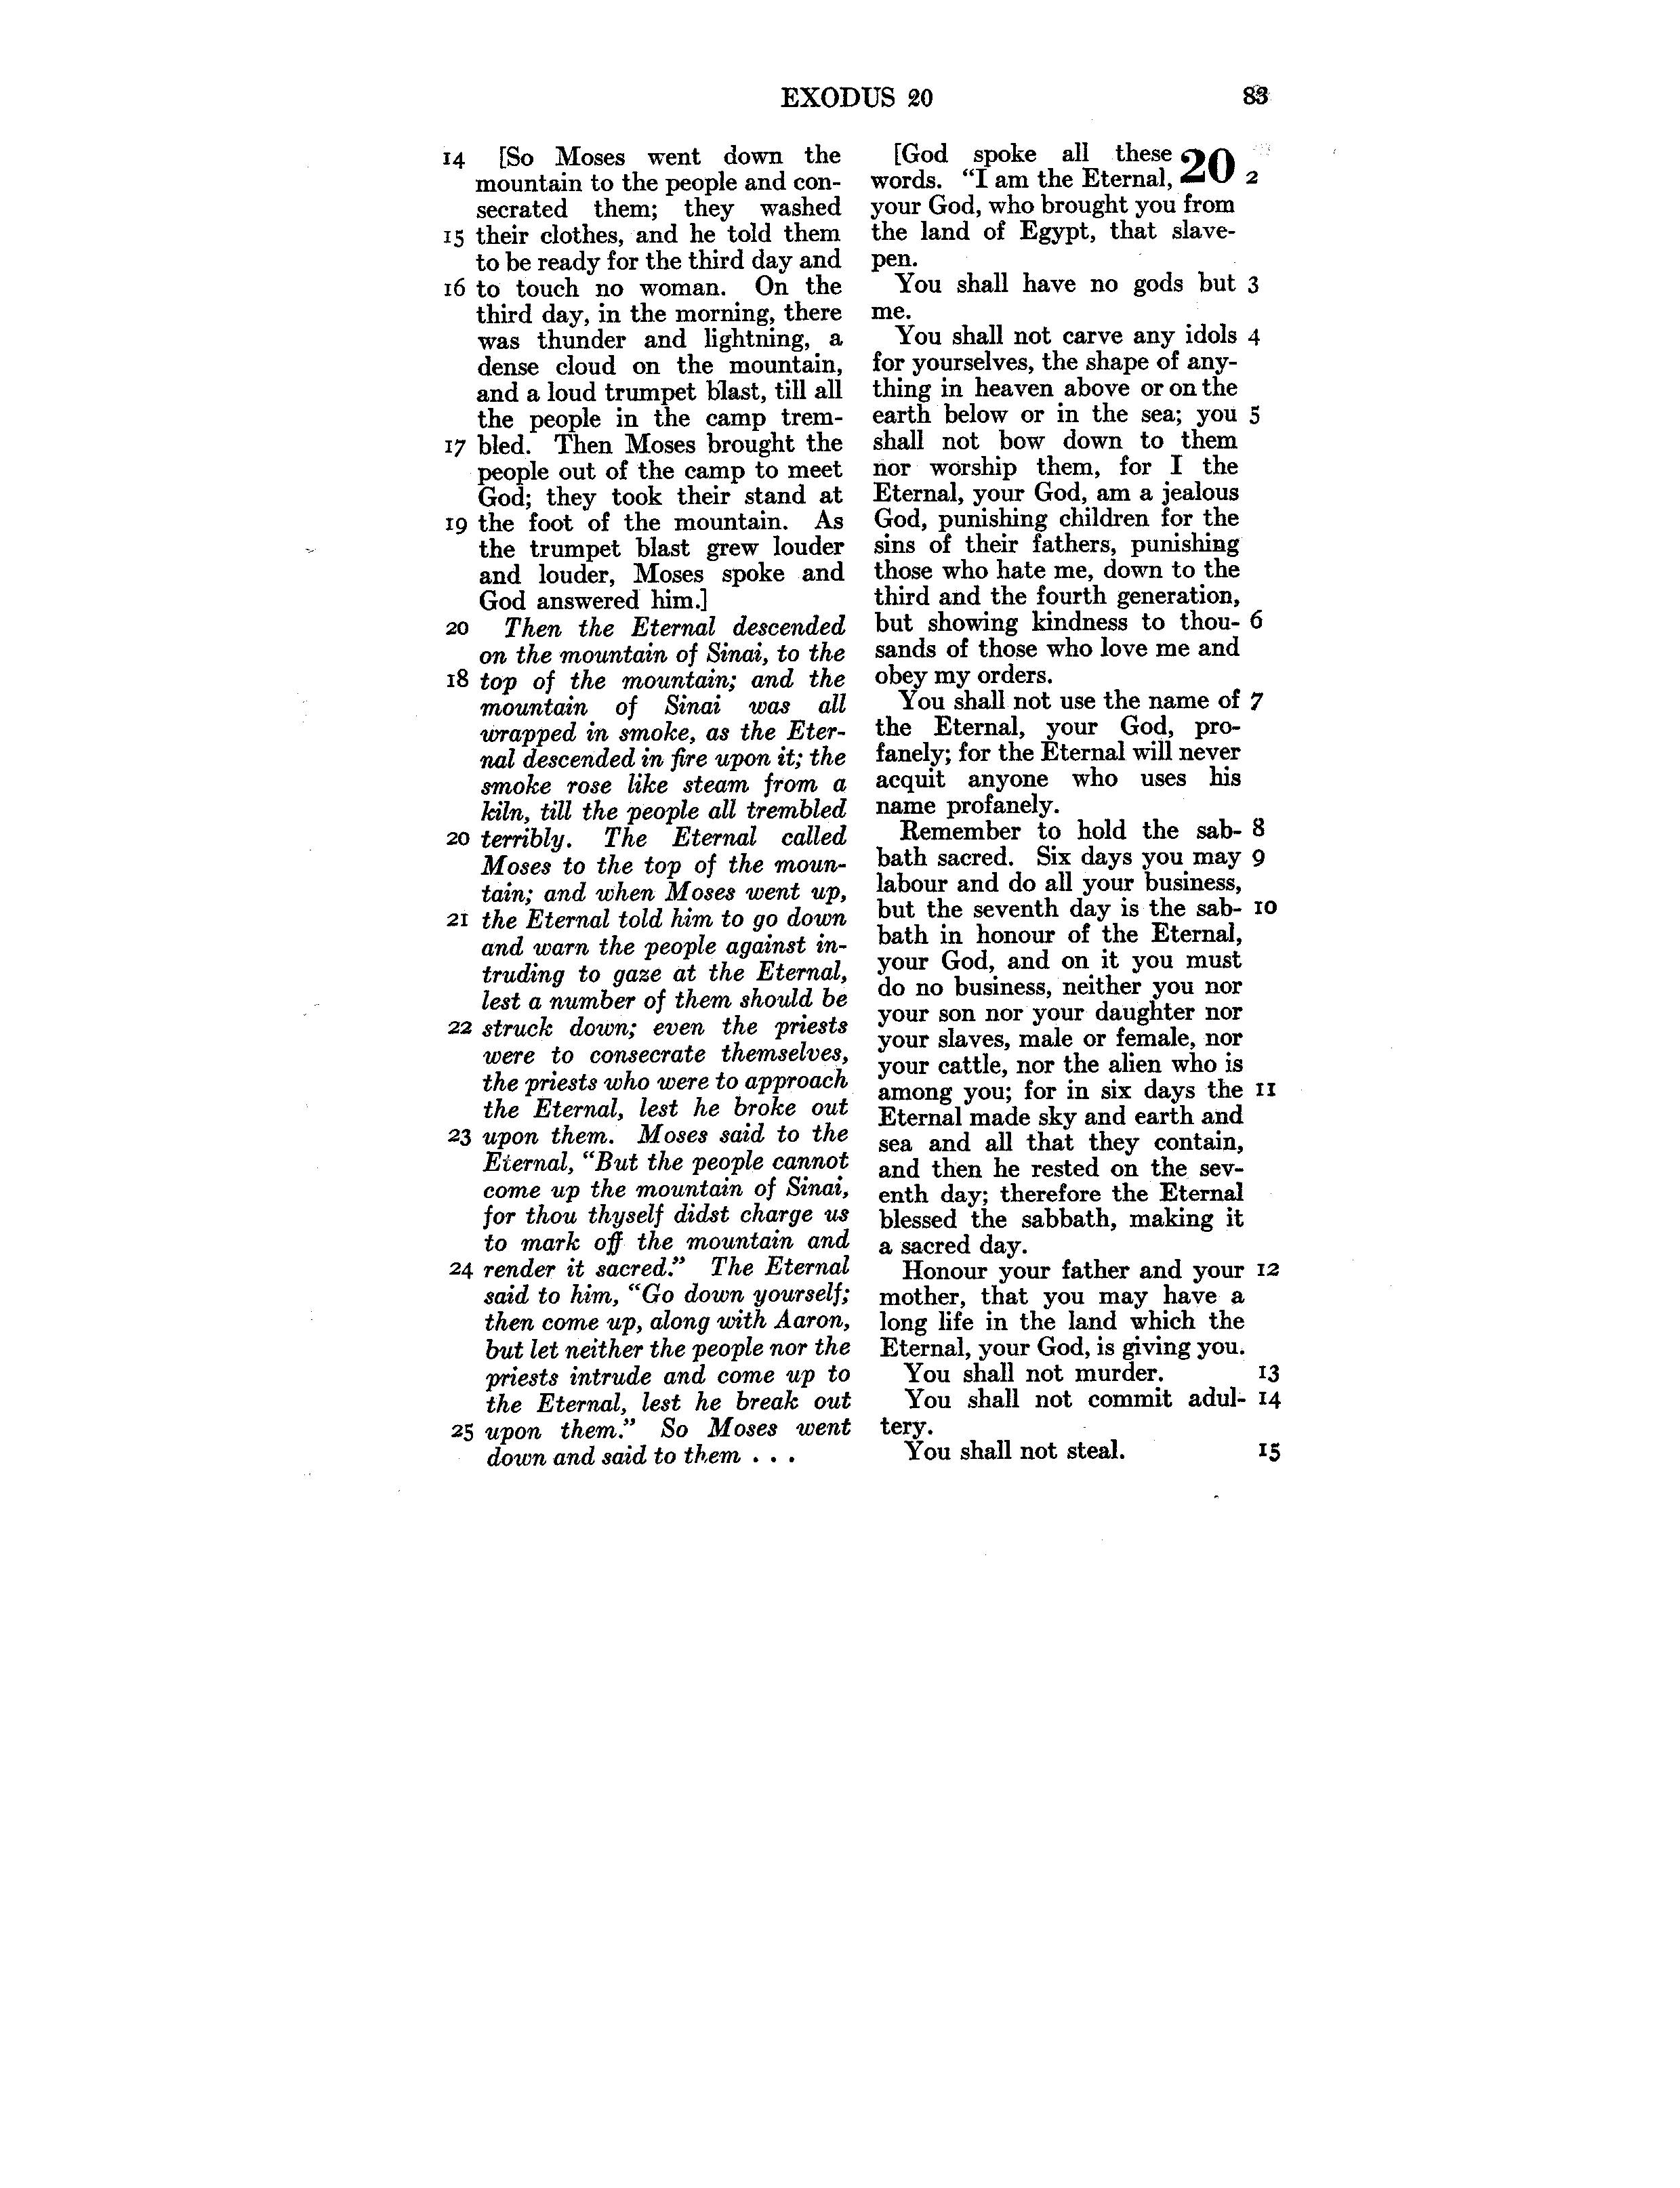 EXODUS 20 83
14 [So Moses went down the
mountain to the people and con-
secrated them; they washed
15 their clothes, and he told them
to be ready for the third day and
16 to touch no woman. On the
third day, in the morning, there
was thunder and lightning, a
dense cloud on the mountain,
and a loud trumpet blast, till all
the people in the camp trem-
17 bled. Then Moses brought the
people out of the camp to meet
God; they took their stand at
19 the foot of the mountain. As
the trumpet blast grew louder
and louder, Moses spoke and
God answered him.]
20 Then the Eternal descended
on the mountain of Sinai, to the
18 top of the mountain; and the
mountain of Sinai was all
wrapped in smoke, as the Eter-
nal descended in fire upon it; the
smoke rose like steam from a
kiln, till the people all trembled
20 terribly. The Eternal called
Moses to the top of the moun-
tain; and when Moses went up,
21 the Eternal told him to go down
and warn the people against in-
truding to gaze at the Eternal,
lest a number of them should be
22 struck down; even the priests
were to consecrate themselves,
the priests who were to approach
the Eternal, lest he broke out
23 upon them. Moses said to the
Eternal, “But the people cannot
come up the mountain of Sinai,
for thou thyself didst charge us
to mark off the mountain and
24 render it sacred.” The Eternal
said to him, “Go down yourself;
then come up, along with Aaron,
but let neither the people nor the
priests intrude and come up to
the Eternal, lest he break out
25 upon them.” So Moses went
down and said to them . . .
[God spoke all these 20
words. “I am the Eternal, 2
your God, who brought you from
the land of Egypt, that slave-
pen.
You shall have no gods but 3
me.
You shall not carve any idols 4
for yourselves, the shape of any-
thing in heaven above or on the
earth below or in the sea; you 5
shall not bow down to them
nor worship them, for I the
Eternal, your God, am a jealous
God, punishing children for the
sins of their fathers, punishing
those who hate me, down to the
third and the fourth generation,
but showing kindness to thou- 6
sands of those who love me and
obey my orders.
You shall not use the name of 7
the Eternal, your God, pro-
fanely; for the Eternal will never
acquit anyone who uses his
name profanely.
Remember to hold the sab- 8
bath sacred. Six days you may 9
labour and do all your business,
but the seventh day is the sab- 10
bath in honour of the Eternal,
your God, and on it you must
do no business, neither you nor
your son nor your daughter nor
your slaves, male or female, nor
your cattle, nor the alien who is
among you; for in six days the 11
Eternal made sky and earth and
sea and all that they contain,
and then he rested on the sev-
enth day; therefore the Eternal
blessed the sabbath, making it
a sacred day.
Honour your father and your 12
mother, that you may have a
long life in the land which the
Eternal, your God, is giving you.
You shall not murder. 13
You shall not commit adul- 14
tery.
You shall not steal. 15